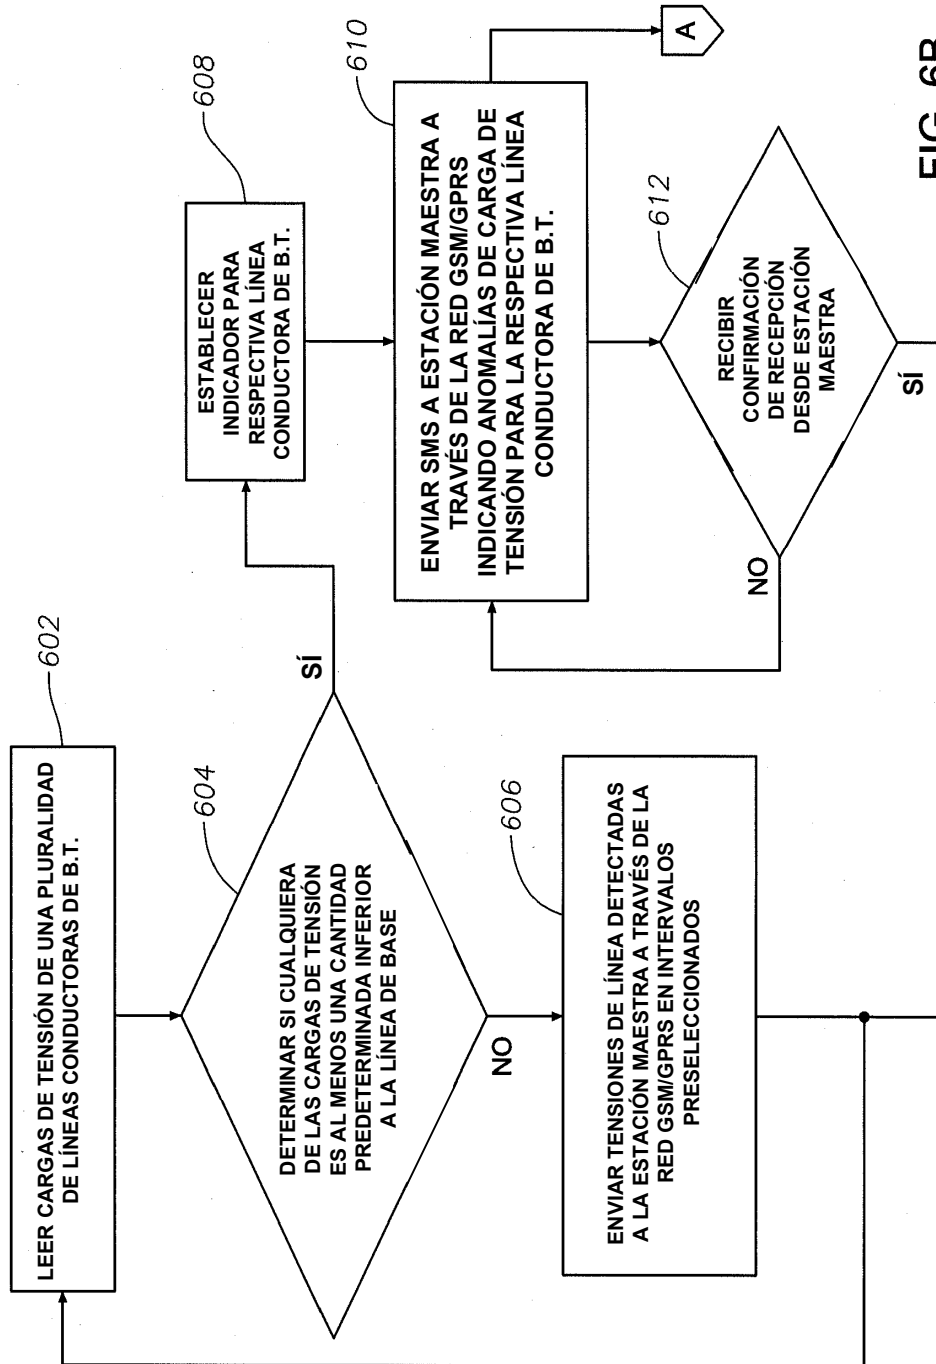 602
LEER CARGAS DE TENSIÓN DE UNA PLURALIDAD
DE LÍNEAS CONDUCTORAS DE B.T.
604
DETERMINAR SI CUALQUIERA
DE LAS CARGAS DE TENSIÓN
ES AL MENOS UNA CANTIDAD
PREDETERMINADA INFERIOR
A LA LÍNEA DE BASE
SÍ
NO
606
ENVIAR TENSIONES DE LÍNEA DETECTADAS
A LA ESTACIÓN MAESTRA A TRAVÉS DE LA
RED GSM/GPRS EN INTERVALOS
PRESELECCIONADOS
608
ESTABLECER
INDICADOR PARA
RESPECTIVA LÍNEA
CONDUCTORA DE B.T.
610
ENVIAR SMS A ESTACIÓN MAESTRA A
TRAVÉS DE LA RED GSM/GPRS
INDICANDO ANOMALÍAS DE CARGA DE
TENSIÓN PARA LA RESPECTIVA LÍNEA
CONDUCTORA DE B.T.
A
612
RECIBIR
CONFIRMACIÓN
DE RECEPCIÓN
DESDE ESTACIÓN
MAESTRA
NO
SÍ
FIG. 6B